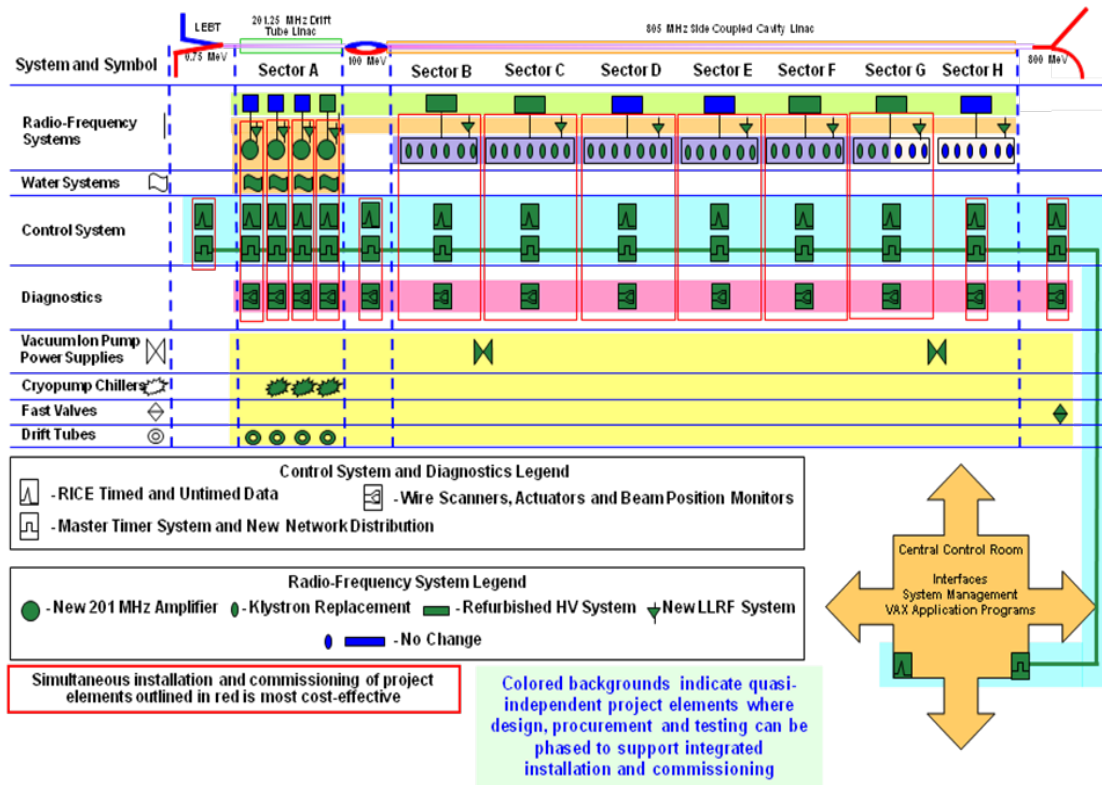 LEBT
201.25 MHz Drift
Tube Linac
805 MHz Side Coupled Cavity Linac
0.75 MeV
100 MeV
800 MeV
System and Symbol
Sector A
Sector B
Sector C
Sector D
Sector E
Sector F
Sector G
Sector H
Radio-Frequency
Systems
Water Systems
Control System
Diagnostics
Vacuum Ion Pump
Power Supplies
Cryopump Chillers
Fast Valves
Drift Tubes
Control System and Diagnostics Legend
- RICE Timed and Untimed Data
- Wire Scanners, Actuators and Beam Position Monitors
- Master Timer System and New Network Distribution
Radio-Frequency System Legend
- New 201 MHz Amplifier
- Klystron Replacement
- Refurbished HV System
- New LLRF System
- No Change
Simultaneous installation and commissioning of project
elements outlined in red is most cost-effective
Colored backgrounds indicate quasi-
independent project elements where
design, procurement and testing can be
phased to support integrated
installation and commissioning
Central Control Room
Interfaces
System Management
VAX Application Programs